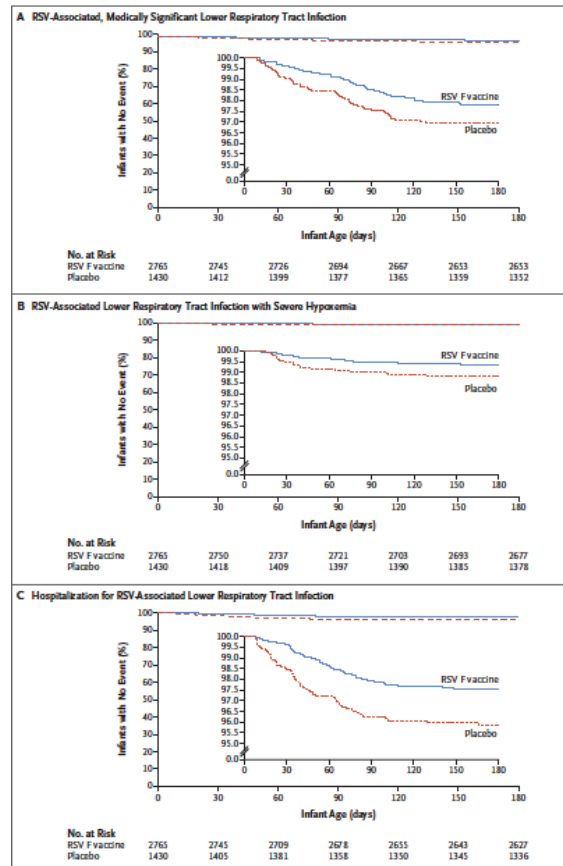 A RSV-Associated, Medically Significant Lower Respiratory Tract Infection
Infants with No Event (%)
100
90
80
70
60
50
40
30
20
10
0
100.0
99.5
99.0
98.5
98.0
97.5
97.0
96.5
96.0
95.5
95.0
0.0
RSV F vaccine
Placebo
0 30 60 90 120 150 180
0 30 60 90 120 150 180
Infant Age (days)
No. at Risk
RSV F vaccine 2765 2745 2726 2694 2667 2653 2653
Placebo 1430 1412 1399 1377 1365 1359 1352
B RSV-Associated Lower Respiratory Tract Infection with Severe Hypoxemia
Infants with No Event (%)
100
90
80
70
60
50
40
30
20
10
0
100.0
99.5
99.0
98.5
98.0
97.5
97.0
96.5
96.0
95.5
95.0
0.0
RSV F vaccine
Placebo
0 30 60 90 120 150 180
0 30 60 90 120 150 180
Infant Age (days)
No. at Risk
RSV F vaccine 2765 2750 2737 2721 2703 2693 2677
Placebo 1430 1418 1409 1397 1390 1385 1378
C Hospitalization for RSV-Associated Lower Respiratory Tract Infection
Infants with No Event (%)
100
90
80
70
60
50
40
30
20
10
0
100.0
99.5
99.0
98.5
98.0
97.5
97.0
96.5
96.0
95.5
95.0
0.0
RSV F vaccine
Placebo
0 30 60 90 120 150 180
0 30 60 90 120 150 180
Infant Age (days)
No. at Risk
RSV F vaccine 2765 2745 2709 2678 2655 2643 2627
Placebo 1430 1405 1381 1358 1350 1345 1336